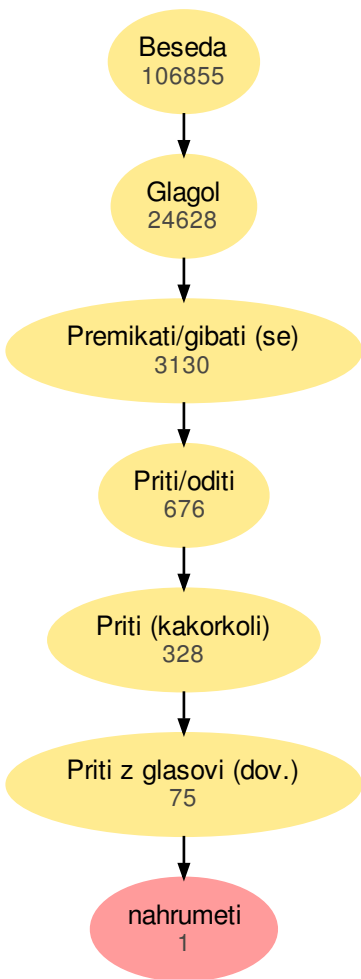 Beseda
106855
Glagol
24628
Premikati/gibati (se)
3130
Priti/oditi
676
Priti (kakorkoli)
328
Priti z glasovi (dov.)
75
nahrumeti
1